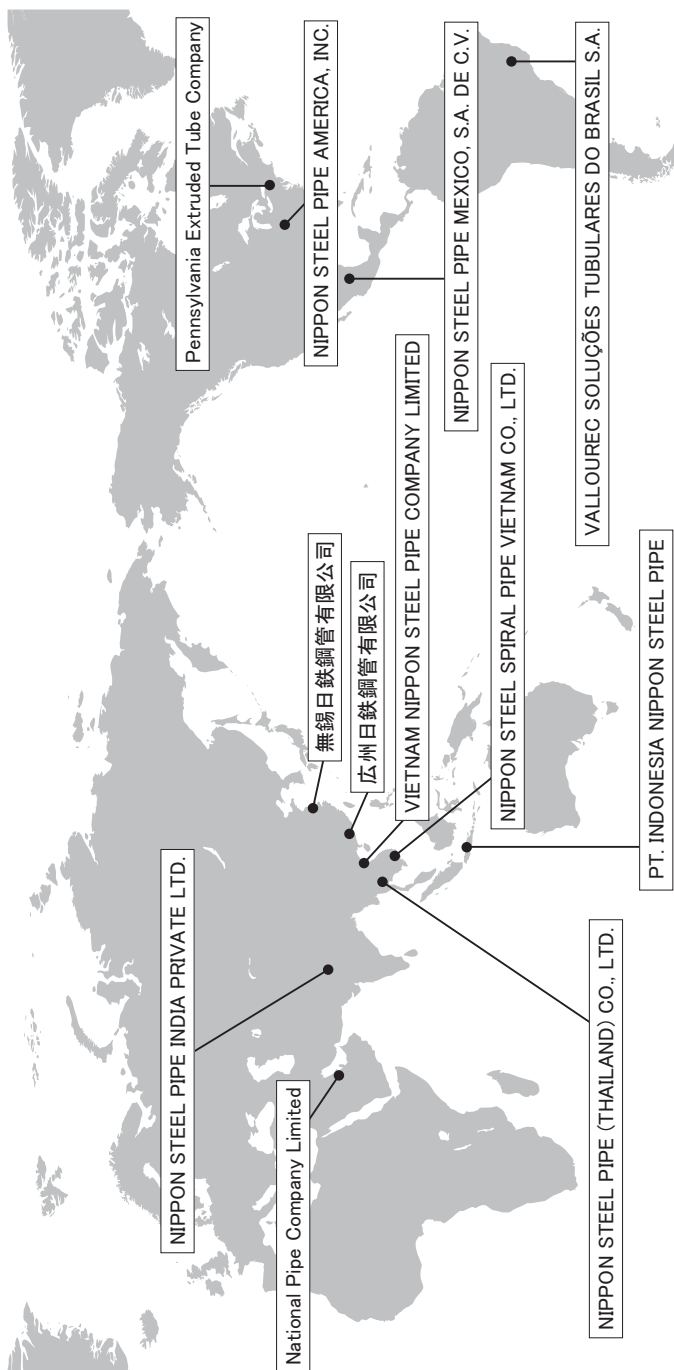 Pennsylvania Extruded Tube Company
NIPPON STEEL PIPE AMERICA, INC.
NIPPON STEEL PIPE MEXICO, S.A. DE C.V.
VALLOUREC SOLUÇÕES TUBULARES DO BRASIL S.A.
無錫日鉄鋼管有限公司
広州日鉄鋼管有限公司
VIETNAM NIPPON STEEL PIPE COMPANY LIMITED
NIPPON STEEL SPIRAL PIPE VIETNAM CO., LTD.
PT. INDONESIA NIPPON STEEL PIPE
NIPPON STEEL PIPE INDIA PRIVATE LTD.
National Pipe Company Limited
NIPPON STEEL PIPE (THAILAND) CO., LTD.